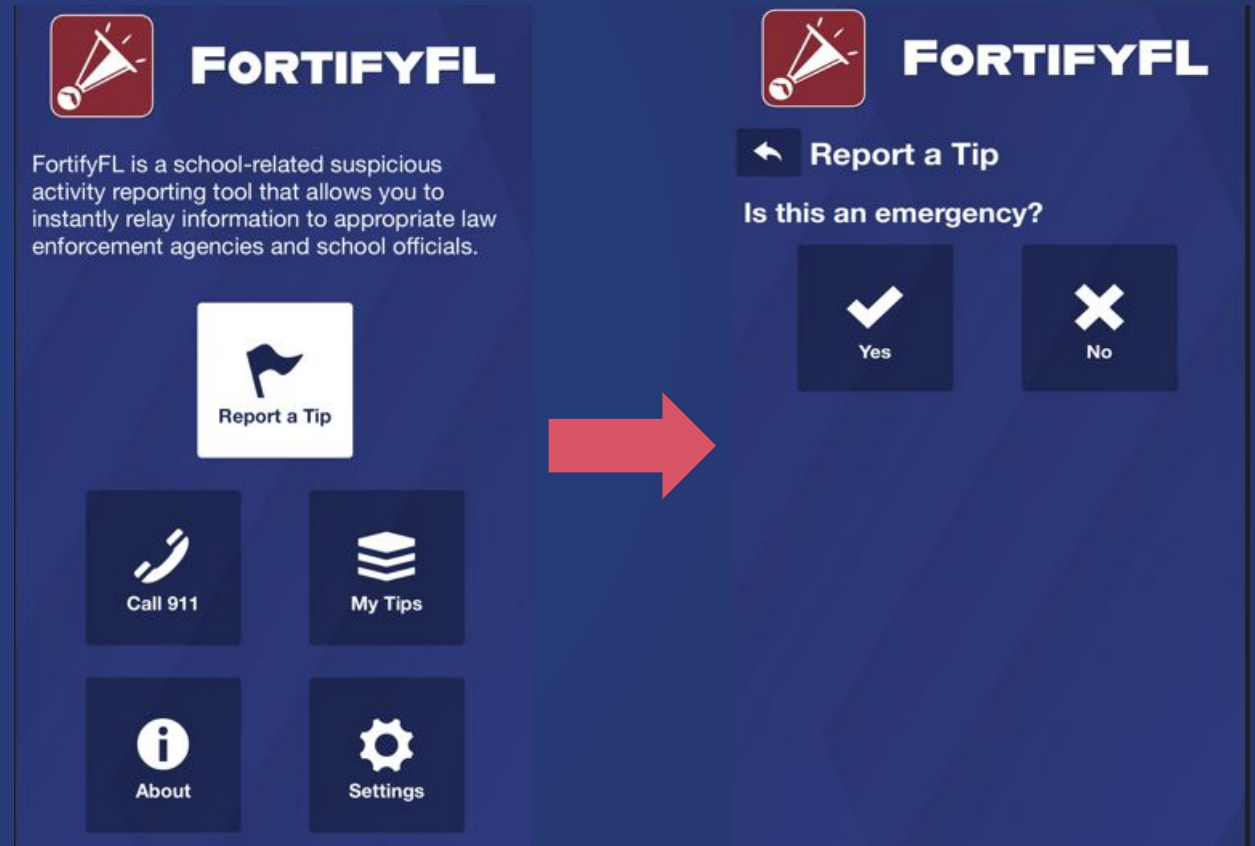 FORTIFYFL
FortifyFL is a school-related suspicious
activity reporting tool that allows you to
instantly relay information to appropriate law
enforcement agencies and school officials.
Report a Tip
Call 911
My Tips
About
Settings
FORTIFYFL
Report a Tip
Is this an emergency?
Yes
No